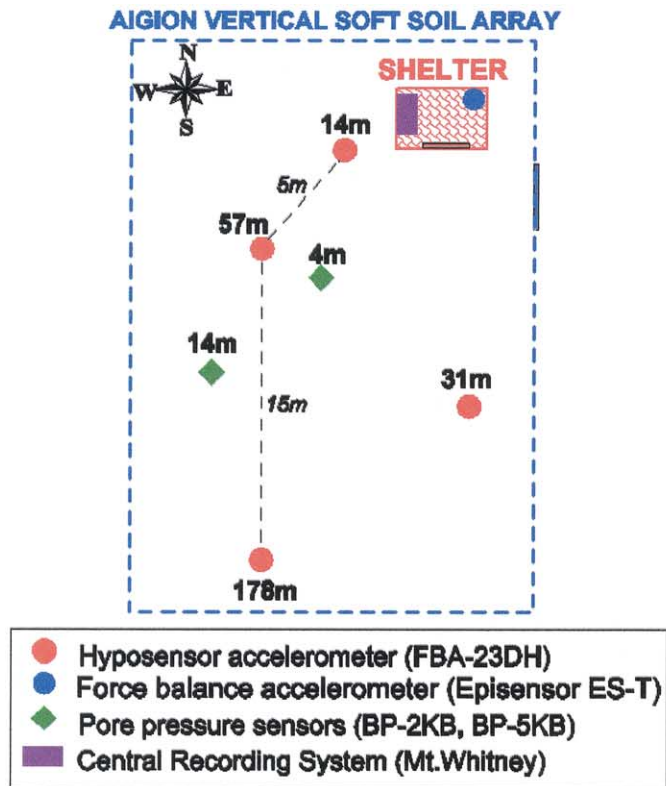 AIGION VERTICAL SOFT SOIL ARRAY
N
W E
S
SHELTER
14m
5m
57m
4m
14m
31m
15m
178m
Hyposensor accelerometer (FBA-23DH)
Force balance accelerometer (Episensor ES-T)
Pore pressure sensors (BP-2KB, BP-5KB)
Central Recording System (Mt.Whitney)